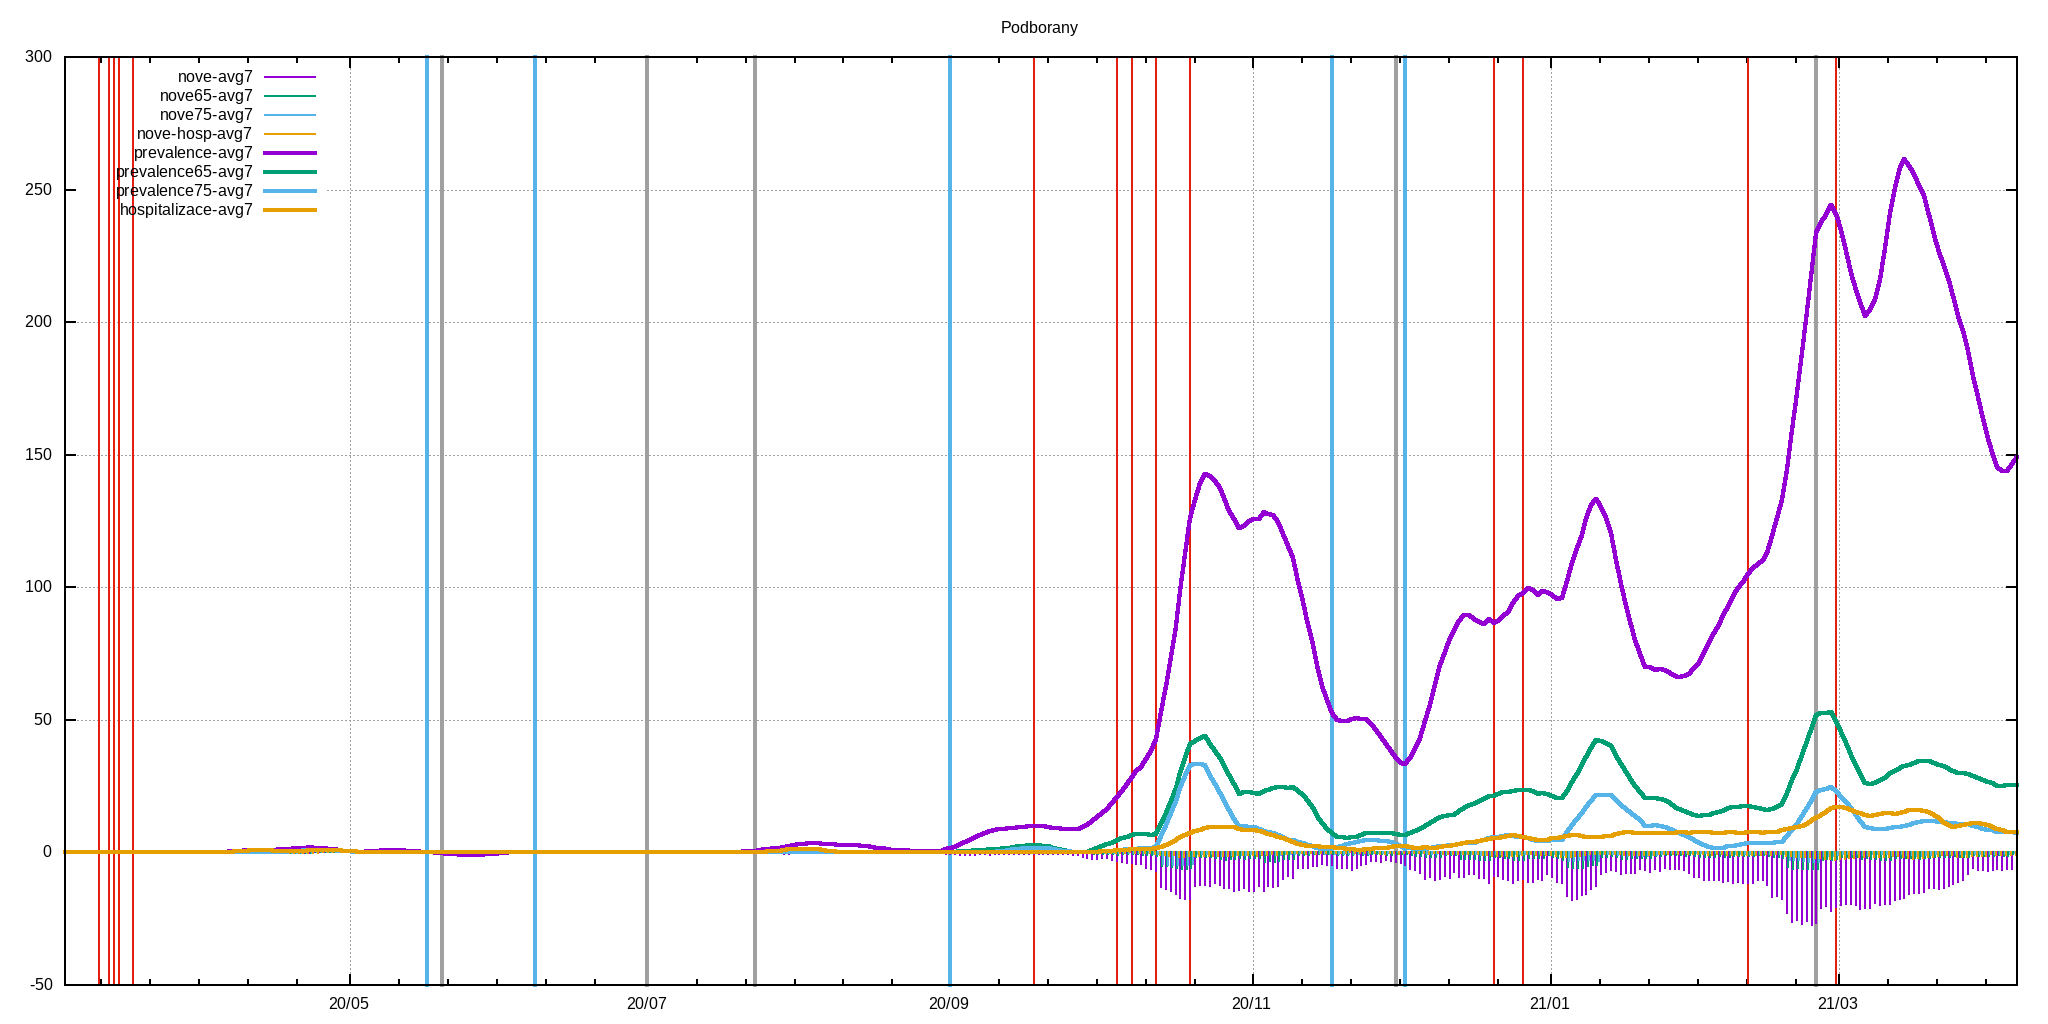 Podborany
300
nove-avg7
nove65-avg7
nove75-avg7
nove-hosp-avg7
prevalence-avg7
prevalence65-avg7
prevalence75-avg7
hospitalizace-avg7
250
200
150
100
50
0
-50
20/05 20/07 20/09 20/11 21/01 21/03